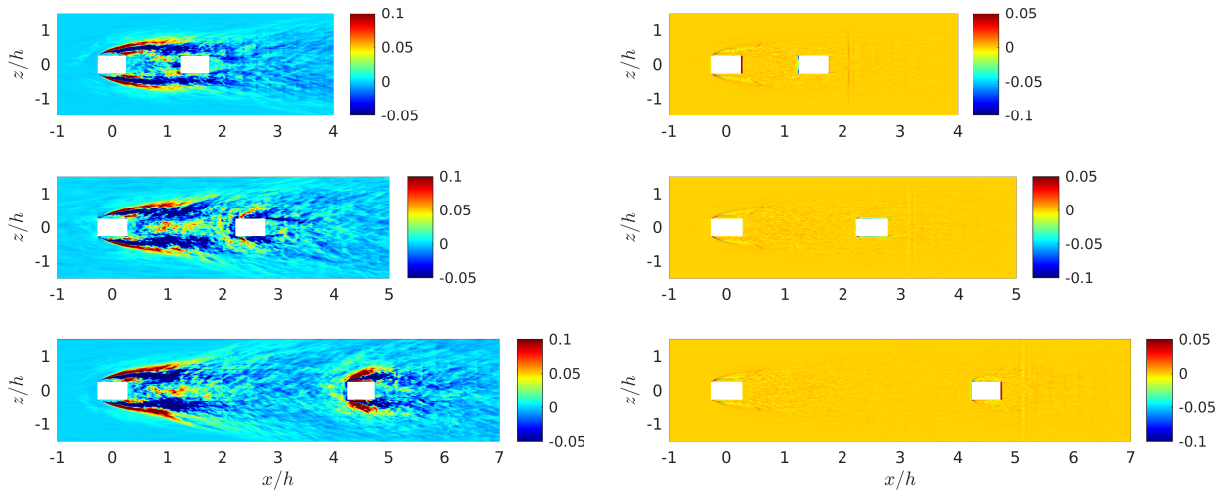 1 0.1 1 0.05
z/h 0 0.05 z/h 0 0
-1 0 -1 -0.05
-0.05 -0.1
-1 0 1 2 3 4 -1 0 1 2 3 4
1 0.1 1 0.05
z/h 0 0.05 z/h 0 0
-1 0 -1 -0.05
-0.05 -0.1
-1 0 1 2 3 4 5 -1 0 1 2 3 4 5
1 0.1 1 0.05
z/h 0 0.05 z/h 0 0
-1 0 -1 -0.05
-0.05 -0.1
-1 0 1 2 3 4 5 6 7 -1 0 1 2 3 4 5 6 7
x/h x/h